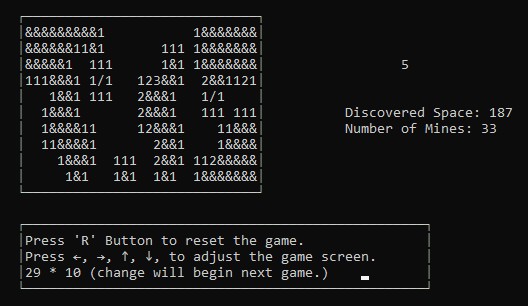 &&&&&&&&&1           1&&&&&&&
&&&&&&11&1       111 1&&&&&&&
&&&&&1  111      1&1 1&&&&&&&
111&&&1 1/1   123&&1  2&&1121
   1&&1 111   2&&&1   1/1
  1&&&1       2&&&1   111 111
  1&&&&11     12&&&1    11&&&
  11&&&&1       2&&1    1&&&&
    1&&&1  111  2&&1 112&&&&&
     1&1   1&1  1&1  1&&&&&&&
5
Discovered Space: 187
Number of Mines: 33
Press 'R' Button to reset the game.
Press ←, →, ↑, ↓, to adjust the game screen.
29 * 10 (change will begin next game.)